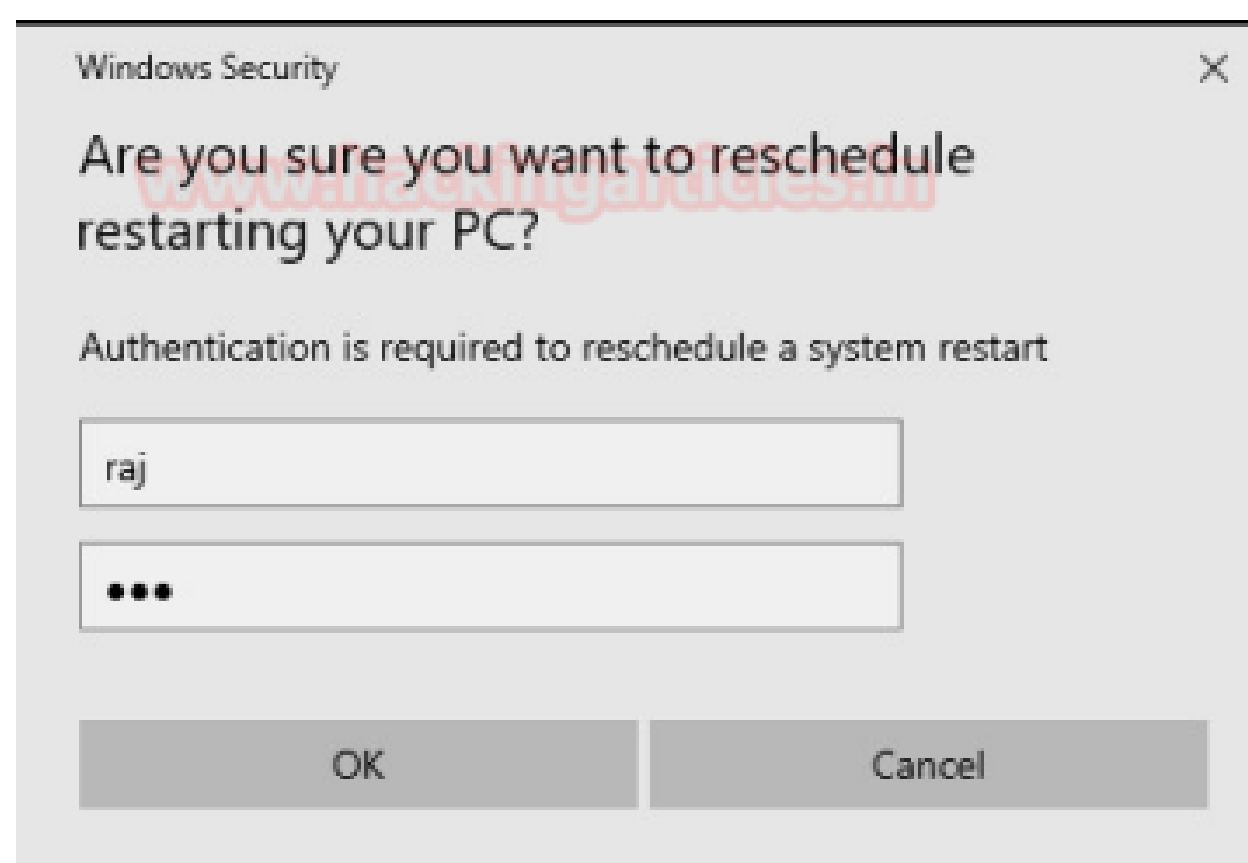 Windows Security
Are you sure you want to reschedule
www.hackingarticles.in
restarting your PC?
Authentication is required to reschedule a system restart
raj
•••
OK
Cancel